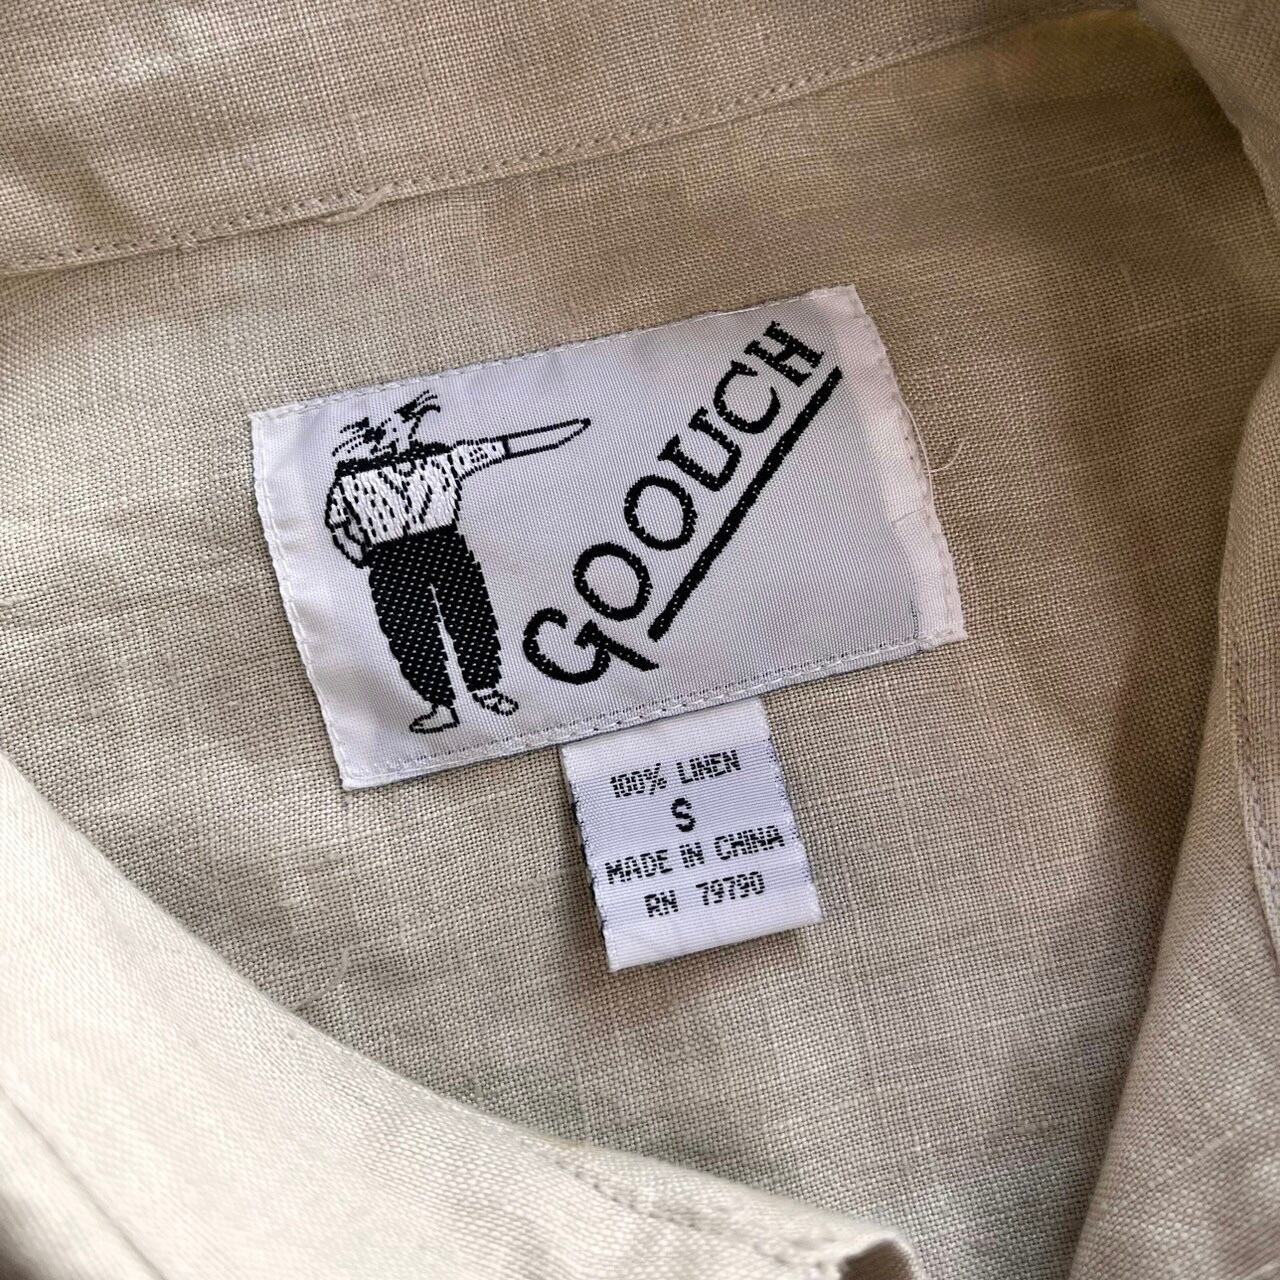 GOOUCH
100% LINEN
S
MADE IN CHINA
RN 79790